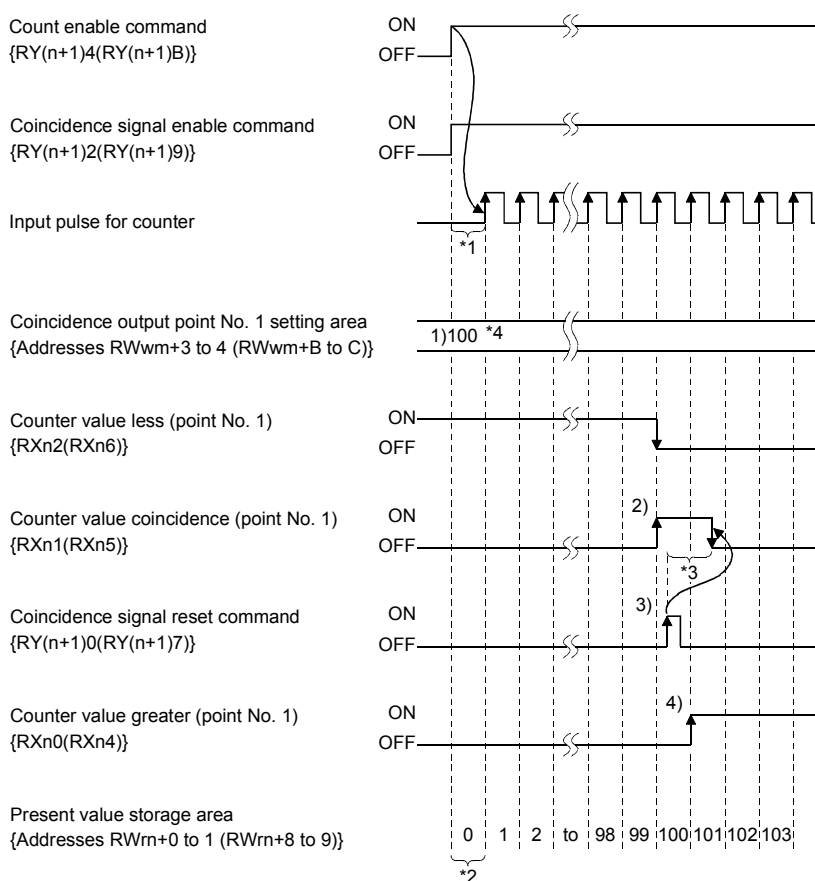 Count enable command
{RY(n+1)4(RY(n+1)B)}
ON
OFF
Coincidence signal enable command
{RY(n+1)2(RY(n+1)9)}
ON
OFF
Input pulse for counter
*1
Coincidence output point No. 1 setting area
{Addresses RWwm+3 to 4 (RWwm+B to C)}
1)100 *4
Counter value less (point No. 1)
{RXn2(RXn6)}
ON
OFF
Counter value coincidence (point No. 1)
{RXn1(RXn5)}
ON
OFF
2)
*3
Coincidence signal reset command
{RY(n+1)0(RY(n+1)7)}
ON
OFF
3)
Counter value greater (point No. 1)
{RXn0(RXn4)}
ON
OFF
4)
Present value storage area
{Addresses RWrn+0 to 1 (RWrn+8 to 9)}
0 1 2 to 98 99 100 101 102 103
*2